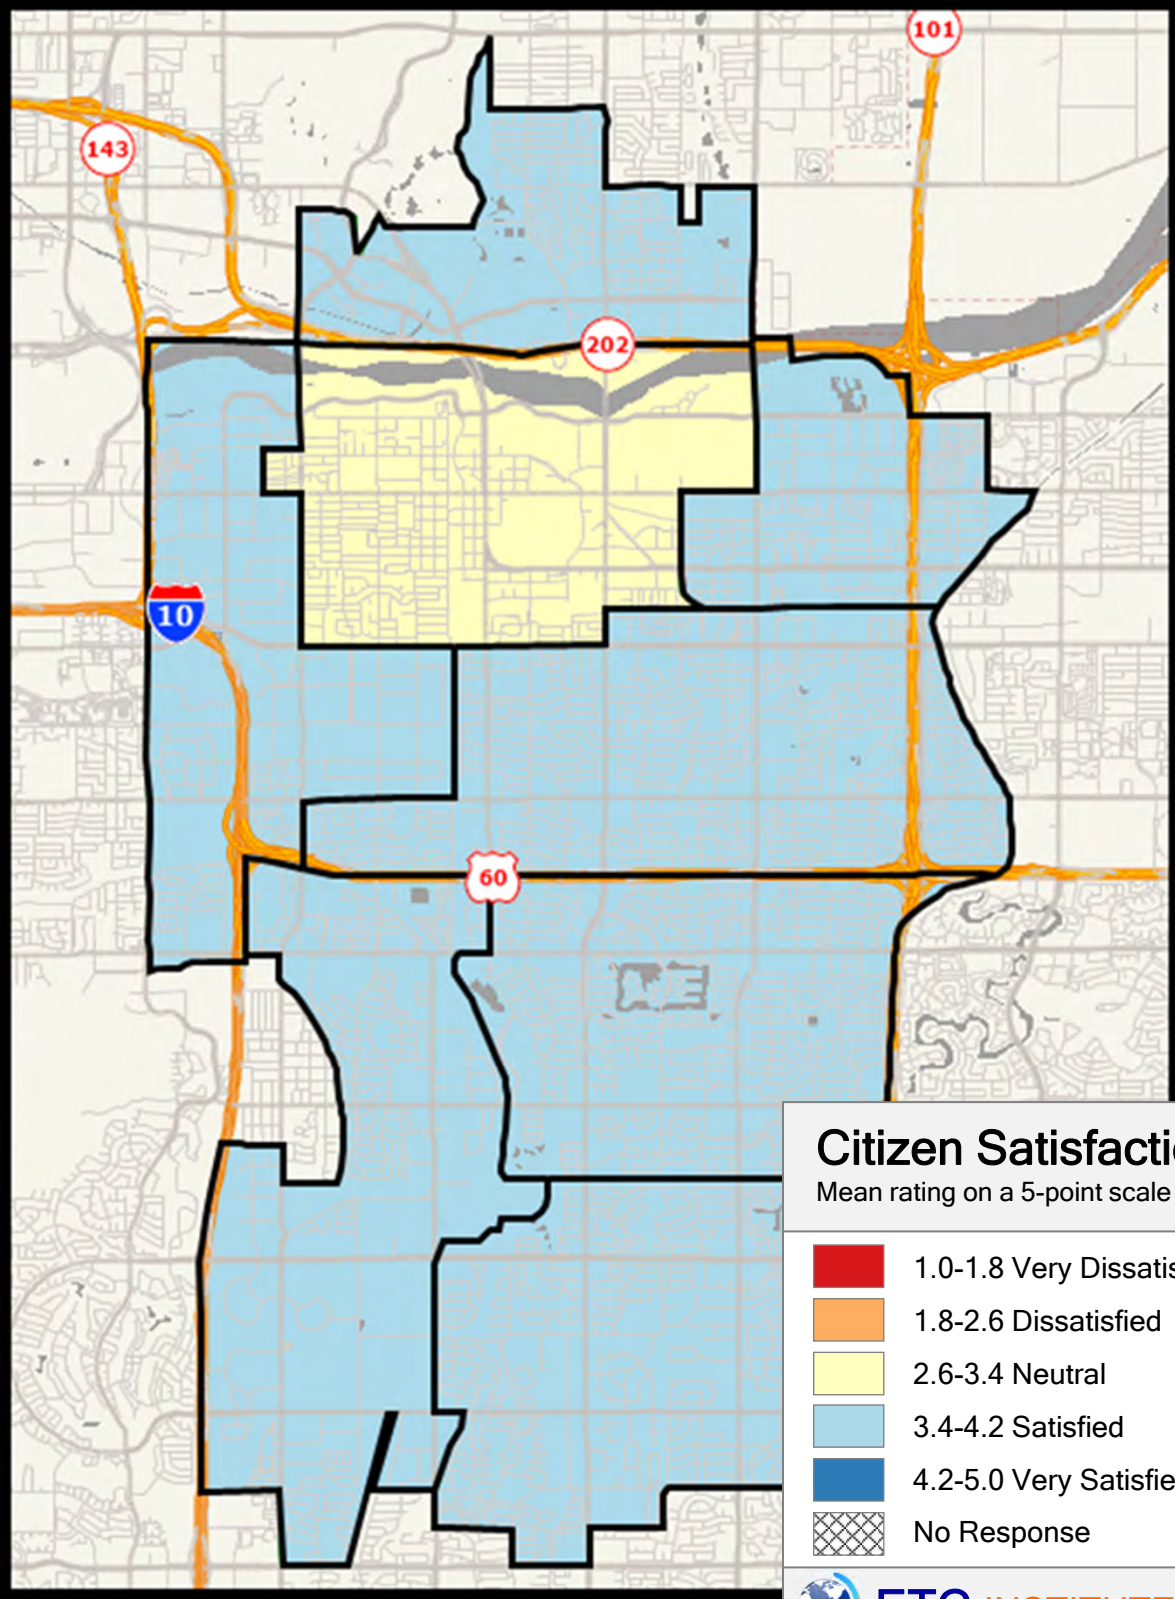 101
143
202
10
60
Citizen Satisfacti
Mean rating on a 5-point scale
1.0-1.8 Very Dissatis
1.8-2.6 Dissatisfied
2.6-3.4 Neutral
3.4-4.2 Satisfied
4.2-5.0 Very Satisfie
No Response
ETC INSTITUTE